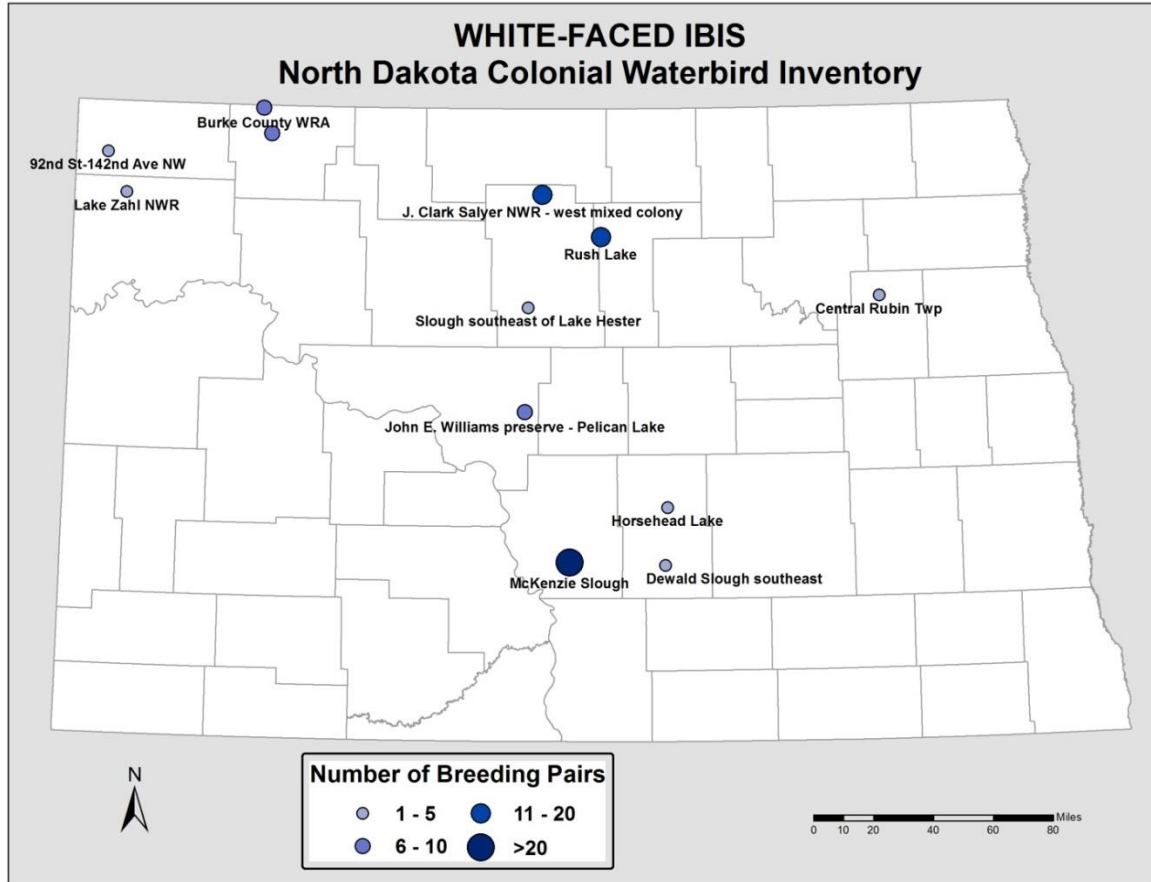 WHITE-FACED IBIS
North Dakota Colonial Waterbird Inventory
Burke County WRA
92nd St-142nd Ave NW
Lake Zahl NWR
J. Clark Salyer NWR - west mixed colony
Rush Lake
Central Rubin Twp
Slough southeast of Lake Hester
John E. Williams preserve - Pelican Lake
Horsehead Lake
McKenzie Slough
Dewald Slough southeast
Number of Breeding Pairs
1 - 5
11 - 20
6 - 10
>20
N
Miles
0 10 20 40 60 80